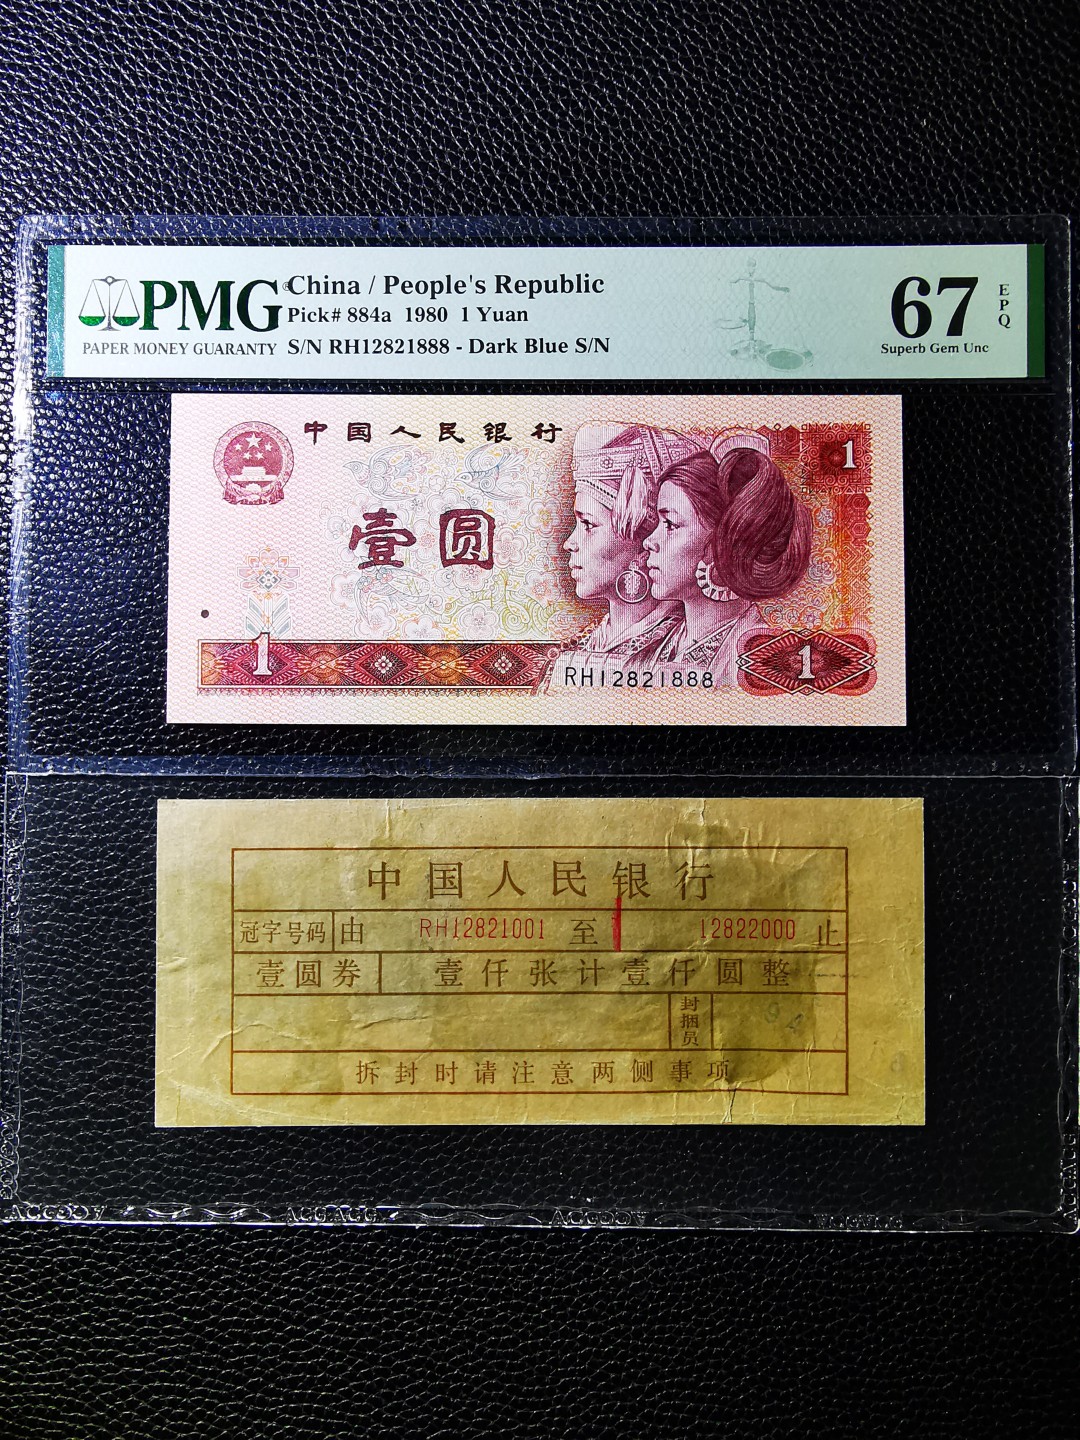 PMG®
PAPER MONEY GUARANTY
China / People's Republic
Pick# 884a 1980 1 Yuan
S/N RH12821888 - Dark Blue S/N
67
EPQ
Superb Gem Unc
中国人民银行
1
壹圆
1
1
RH12821888
中国人民银行
冠字号码 由 RH12821001 至 12822000 止
壹圆券 壹仟张计壹仟圆整
封捆员
拆封时请注意两侧事项